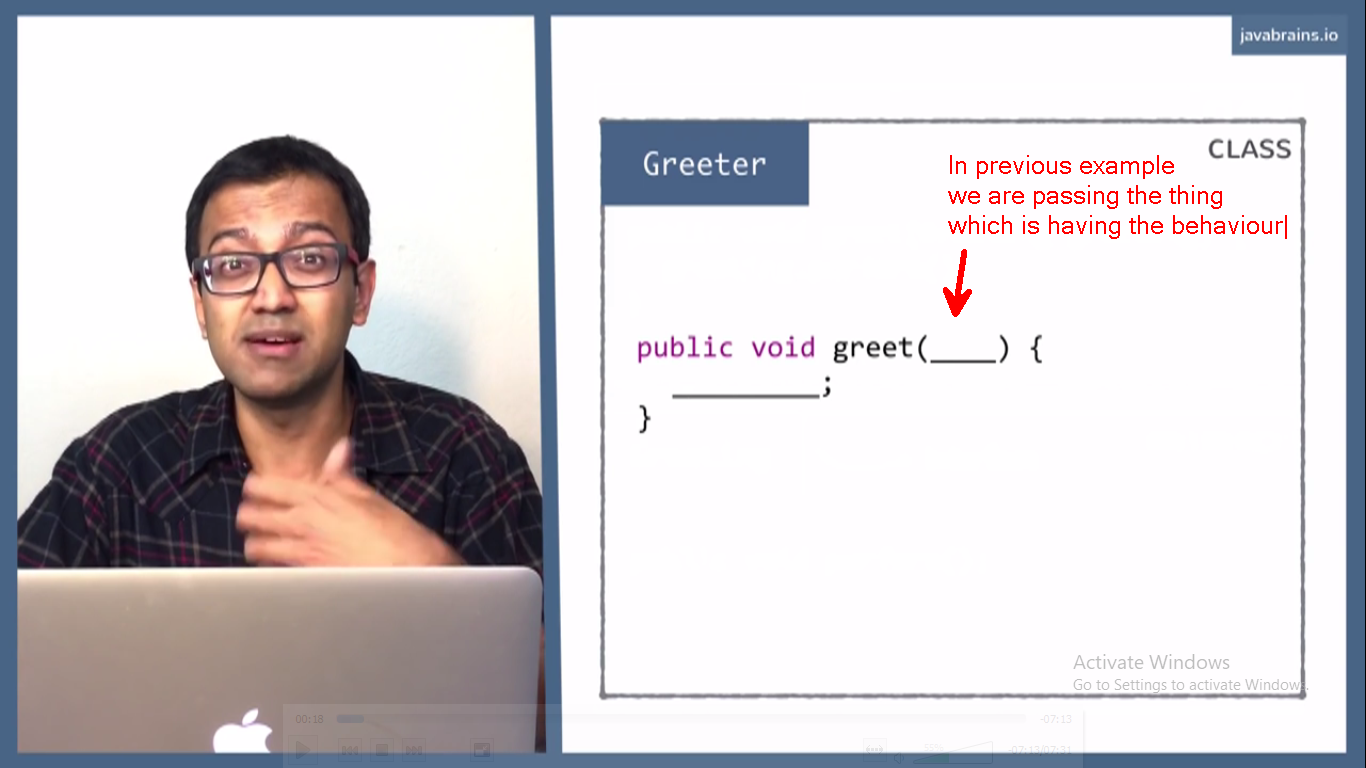 javabrains.io
Greeter
CLASS
In previous example
we are passing the thing
which is having the behaviour
public void greet(____) {
_________;
}
Activate Windows
Go to Settings to activate Windows.
00:18
-07:13
-07:13/07:31